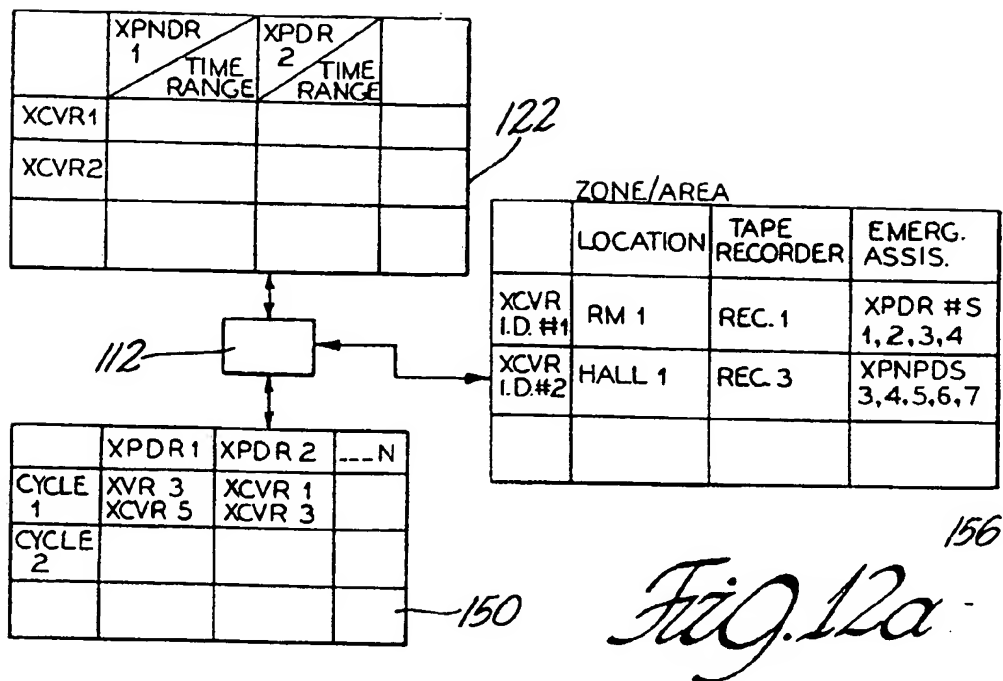 XPNDR 1 TIME RANGE
XPDR 2 TIME RANGE
XCVR1
XCVR2
122
112
ZONE/AREA
LOCATION TAPE RECORDER EMERG. ASSIS.
XCVR I.D. #1 RM 1 REC. 1 XPDR #S 1,2,3,4
XCVR I.D.#2 HALL 1 REC. 3 XPNPDS 3,4.5,6,7
156
XPDR1 XPDR 2 ___N
CYCLE 1 XVR 3 XCVR 5 XCVR 1 XCVR 3
CYCLE 2
150
Fig. 12a